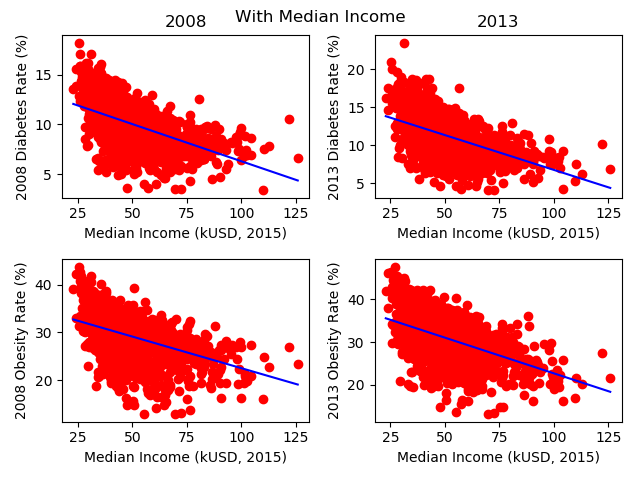 With Median Income
2008
2013
2008 Diabetes Rate (%)
15
10
5
25 50 75 100 125
Median Income (kUSD, 2015)
2013 Diabetes Rate (%)
20
15
10
5
25 50 75 100 125
Median Income (kUSD, 2015)
2008 Obesity Rate (%)
40
30
20
25 50 75 100 125
Median Income (kUSD, 2015)
2013 Obesity Rate (%)
40
30
20
25 50 75 100 125
Median Income (kUSD, 2015)